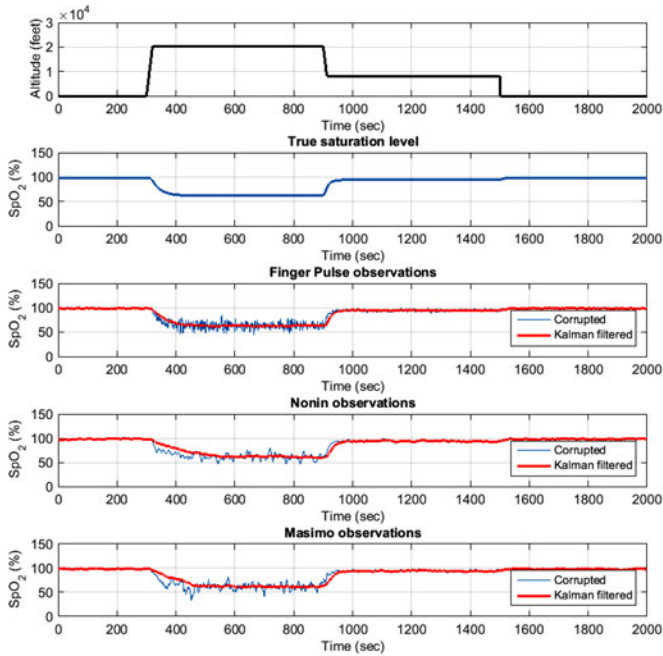 ×10⁴
3
2
1
0
Altitude (feet)
0 200 400 600 800 1000 1200 1400 1600 1800 2000
Time (sec)
True saturation level
150
100
50
0
SpO₂ (%)
0 200 400 600 800 1000 1200 1400 1600 1800 2000
Time (sec)
Finger Pulse observations
150
100
50
0
SpO₂ (%)
Corrupted
Kalman filtered
0 200 400 600 800 1000 1200 1400 1600 1800 2000
Time (sec)
Nonin observations
150
100
50
0
SpO₂ (%)
Corrupted
Kalman filtered
0 200 400 600 800 1000 1200 1400 1600 1800 2000
Time (sec)
Masimo observations
150
100
50
0
SpO₂ (%)
Corrupted
Kalman filtered
0 200 400 600 800 1000 1200 1400 1600 1800 2000
Time (sec)